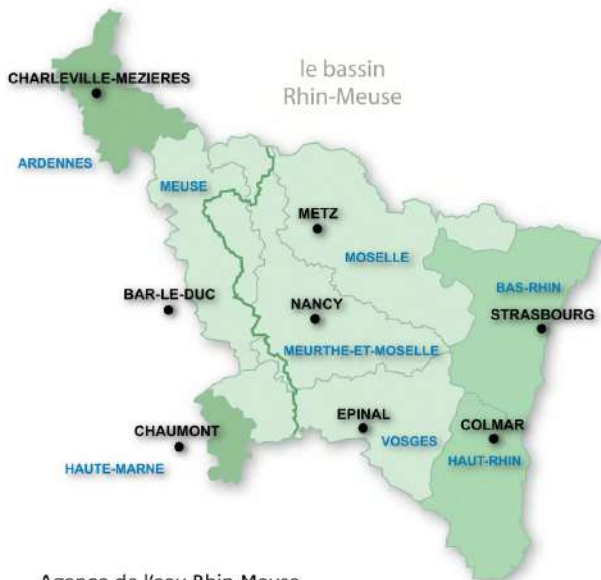 le bassin
Rhin-Meuse
CHARLEVILLE-MEZIERES
ARDENNES
MEUSE
METZ
MOSELLE
BAS-RHIN
BAR-LE-DUC
NANCY
STRASBOURG
MEURTHE-ET-MOSELLE
EPINAL
COLMAR
CHAUMONT
VOSGES
HAUTE-MARNE
HAUT-RHIN
Agence de l'eau Rhin-Meuse